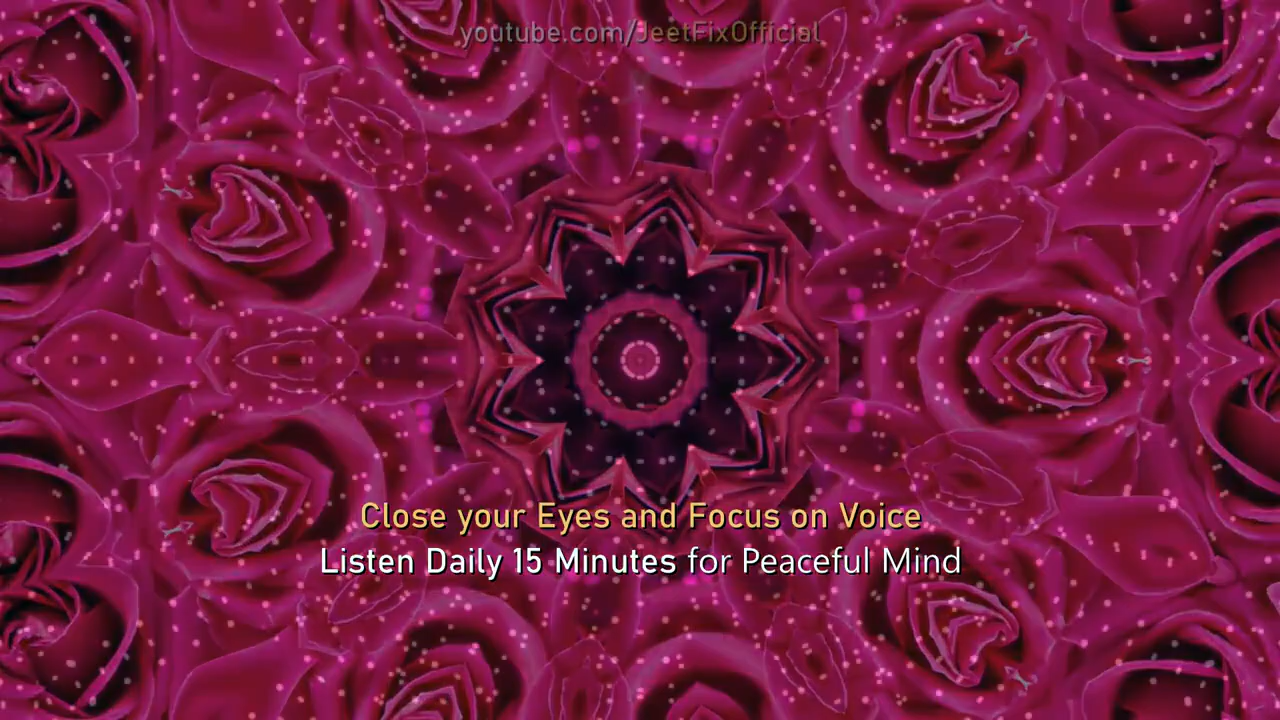 youtube.com/JeetFixOfficial
Close your Eyes and Focus on Voice
Listen Daily 15 Minutes for Peaceful Mind